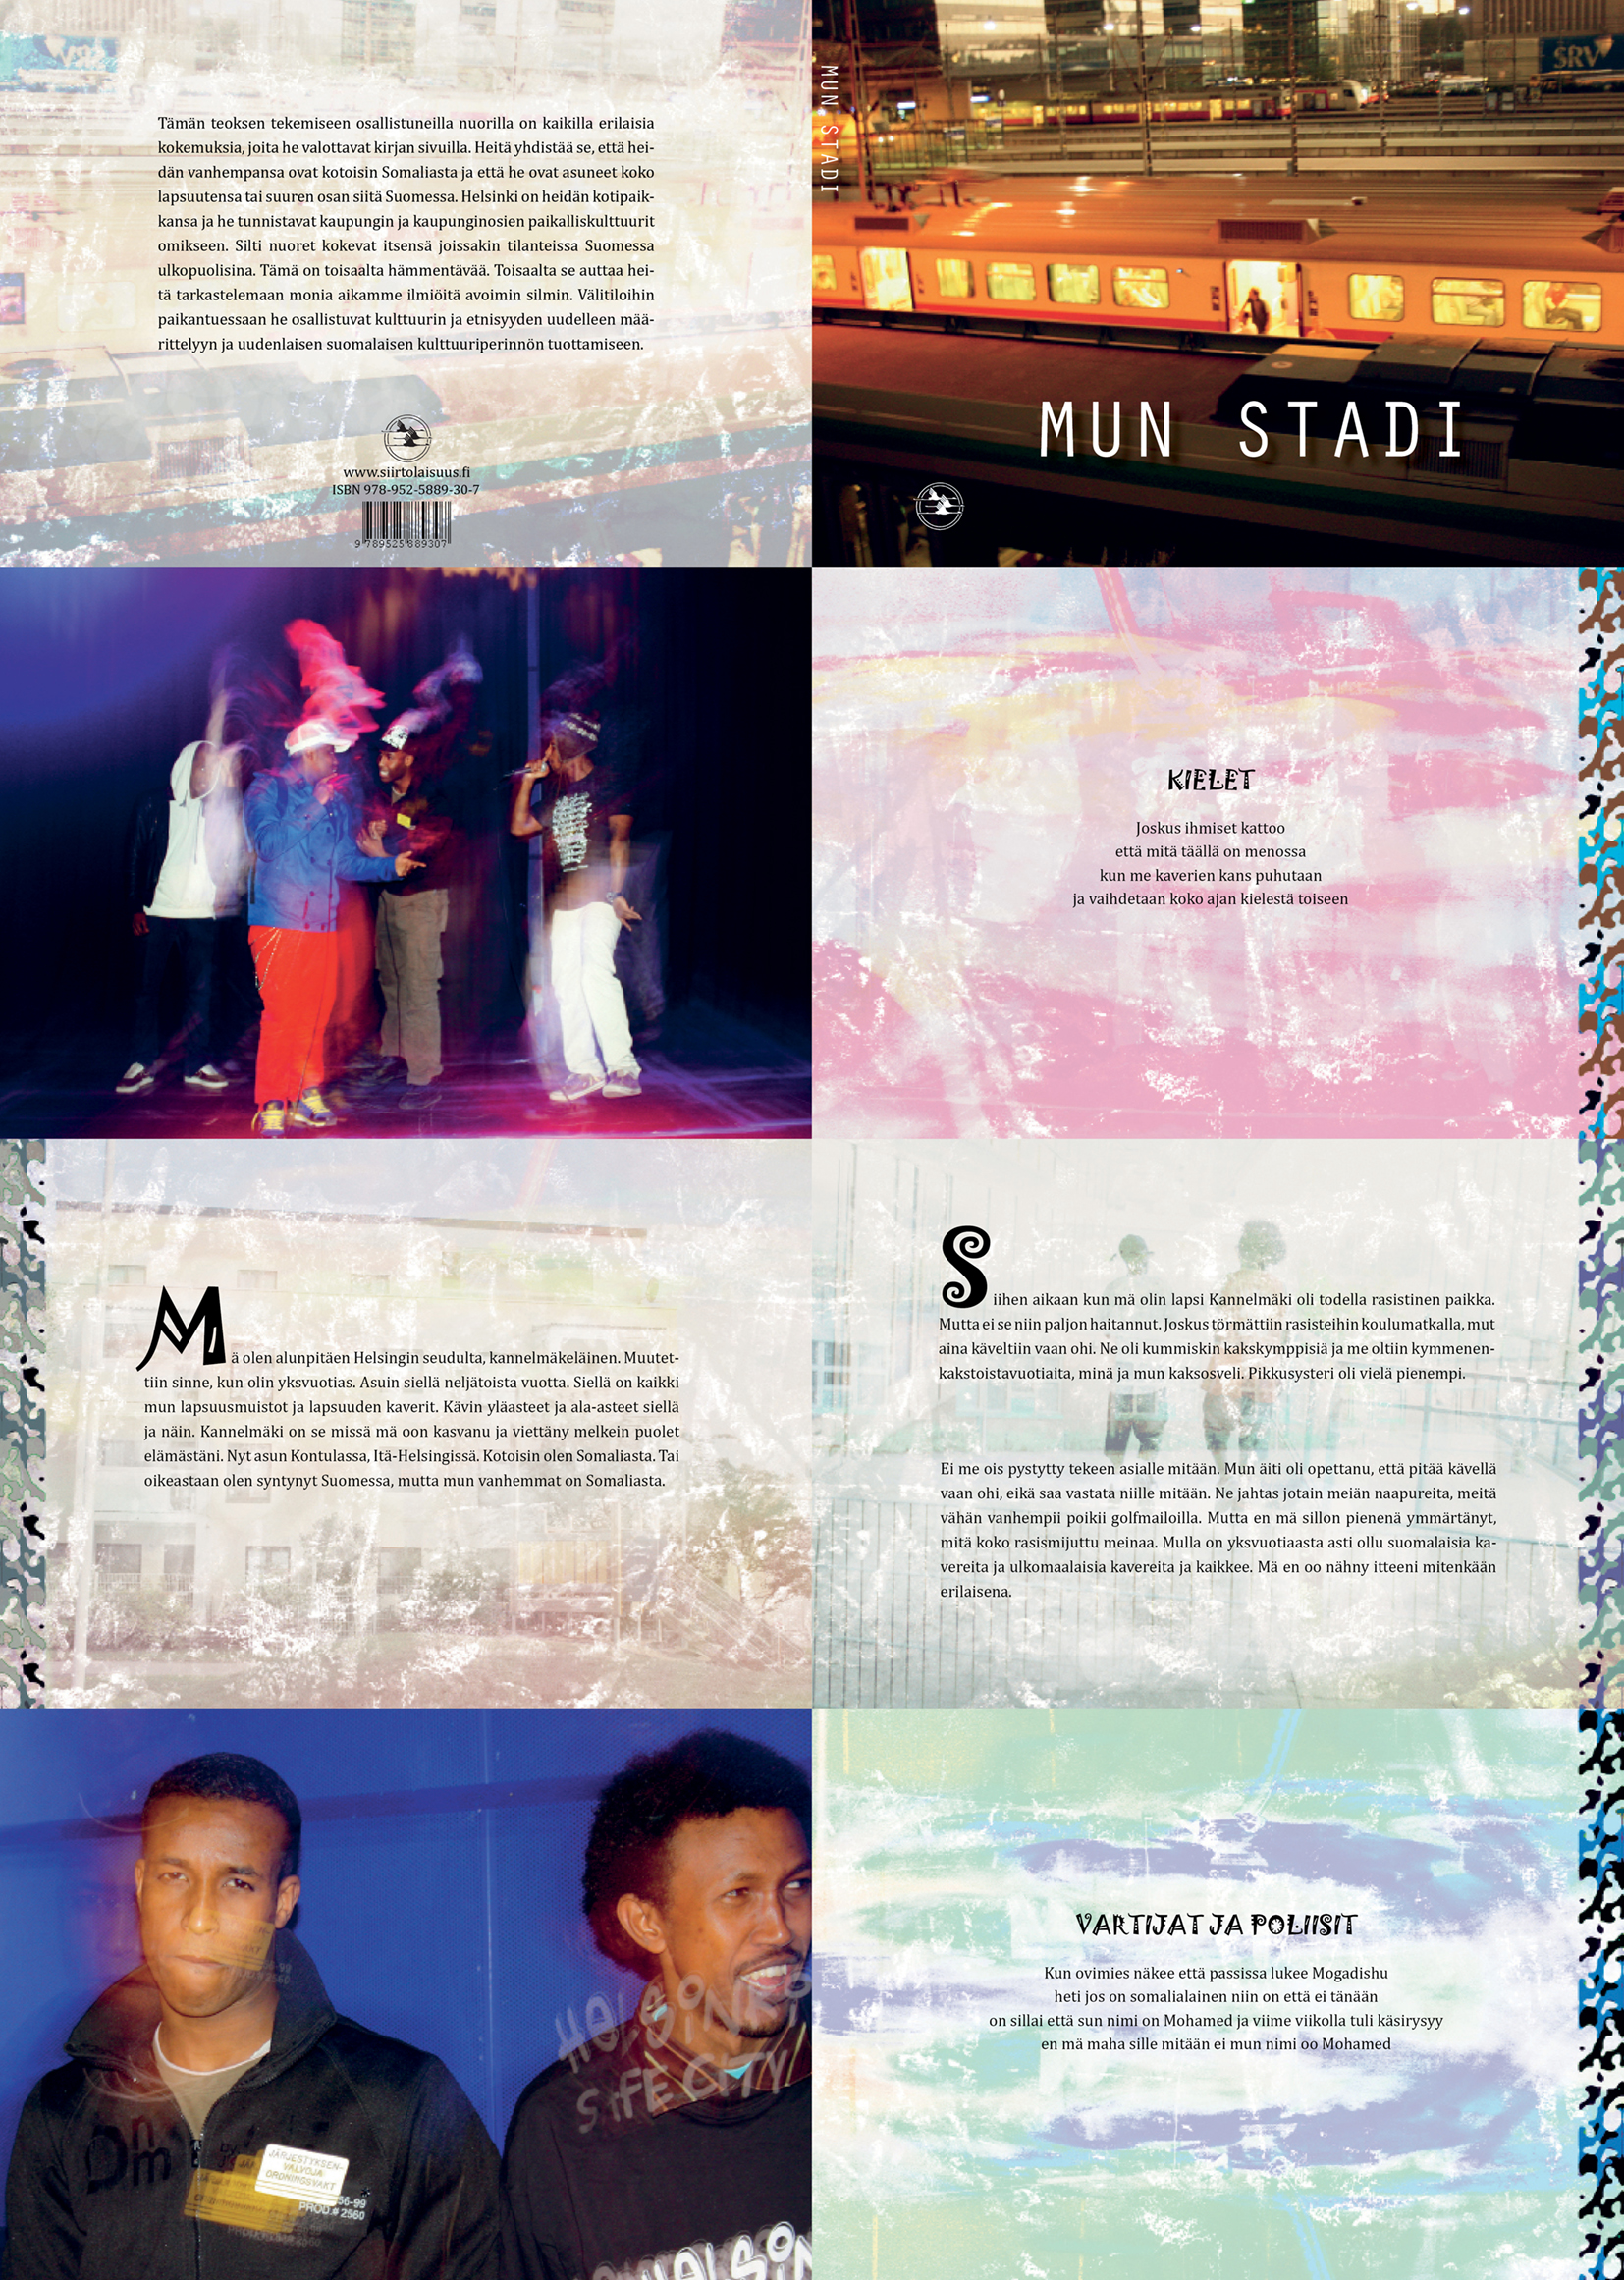 Tämän teoksen tekemiseen osallistuneilla nuorilla on kaikilla erilaisia
kokemuksia, joita he valottavat kirjan sivuilla. Heitä yhdistää se, että hei-
dän vanhempansa ovat kotoisin Somaliasta ja että he ovat asuneet koko
lapsuutensa tai suuren osan siitä Suomessa. Helsinki on heidän kotipaik-
kansa ja he tunnistavat kaupungin ja kaupunginosien paikalliskulttuurit
omikseen. Silti nuoret kokevat itsensä joissakin tilanteissa Suomessa
ulkopuolisina. Tämä on toisaalta hämmentävää. Toisaalta se auttaa hei-
tä tarkastelemaan monia aikamme ilmiöitä avoimin silmin. Välitiloihin
paikantuessaan he osallistuvat kulttuurin ja etnisyyden uudelleen mää-
rittelyyn ja uudenlaisen suomalaisen kulttuuriperinnön tuottamiseen.
www.siirtolaisuus.fi
ISBN 978-952-5889-30-7
9 789525 889307
MUN STADI
SRV
MUN STADI
KIELET
Joskus ihmiset kattoo
että mitä täällä on menossa
kun me kaverien kans puhutaan
ja vaihdetaan koko ajan kielestä toiseen
Mä olen alunpitäen Helsingin seudulta, kannelmäkeläinen. Muutet-
tiin sinne, kun olin yksvuotias. Asuin siellä neljätoista vuotta. Siellä on kaikki
mun lapsuusmuistot ja lapsuuden kaverit. Kävin yläasteet ja ala-asteet siellä
ja näin. Kannelmäki on se missä mä oon kasvanu ja viettäny melkein puolet
elämästäni. Nyt asun Kontulassa, Itä-Helsingissä. Kotoisin olen Somaliasta. Tai
oikeastaan olen syntynyt Suomessa, mutta mun vanhemmat on Somaliasta.
Siihen aikaan kun mä olin lapsi Kannelmäki oli todella rasistinen paikka.
Mutta ei se niin paljon haitannut. Joskus törmättiin rasisteihin koulumatkalla, mut
aina käveltiin vaan ohi. Ne oli kummiskin kakskymppisiä ja me oltiin kymmenen-
kakstoistavuotiaita, minä ja mun kaksosveli. Pikkusysteri oli vielä pienempi.
Ei me ois pystytty tekeen asialle mitään. Mun äiti oli opettanu, että pitää kävellä
vaan ohi, eikä saa vastata niille mitään. Ne jahtas jotain meiän naapureita, meitä
vähän vanhempii poikii golfmailoilla. Mutta en mä sillon pienenä ymmärtänyt,
mitä koko rasismijuttu meinaa. Mulla on yksvuotiaasta asti ollu suomalaisia ka-
vereita ja ulkomaalaisia kavereita ja kaikkee. Mä en oo nähny itteeni mitenkään
erilaisena.
JÄRJESTYKSEN-
VALVOJA
ORDNINGSVAKT
56-99
PROD.# 2560
HOLSINKI
SAFE CITY
VARTIJAT JA POLIISIT
Kun ovimies näkee että passissa lukee Mogadishu
heti jos on somalialainen niin on että ei tänään
on sillai että sun nimi on Mohamed ja viime viikolla tuli käsirysyy
en mä maha sille mitään ei mun nimi oo Mohamed